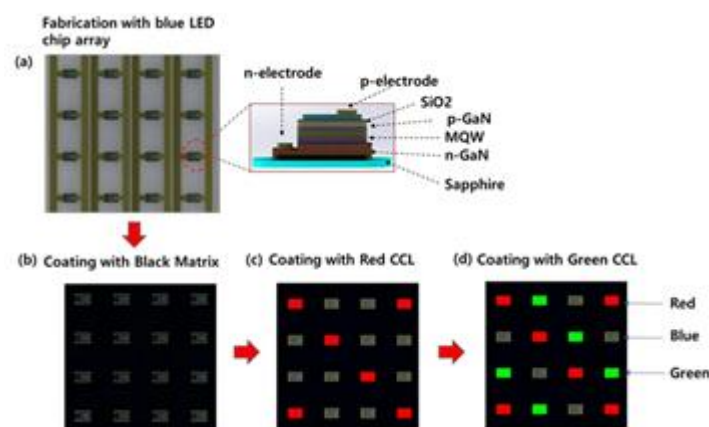 Fabrication with blue LED
chip array
(a)
n-electrode
p-electrode
SiO2
p-GaN
MQW
n-GaN
Sapphire
(b) Coating with Black Matrix
(c) Coating with Red CCL
(d) Coating with Green CCL
Red
Blue
Green